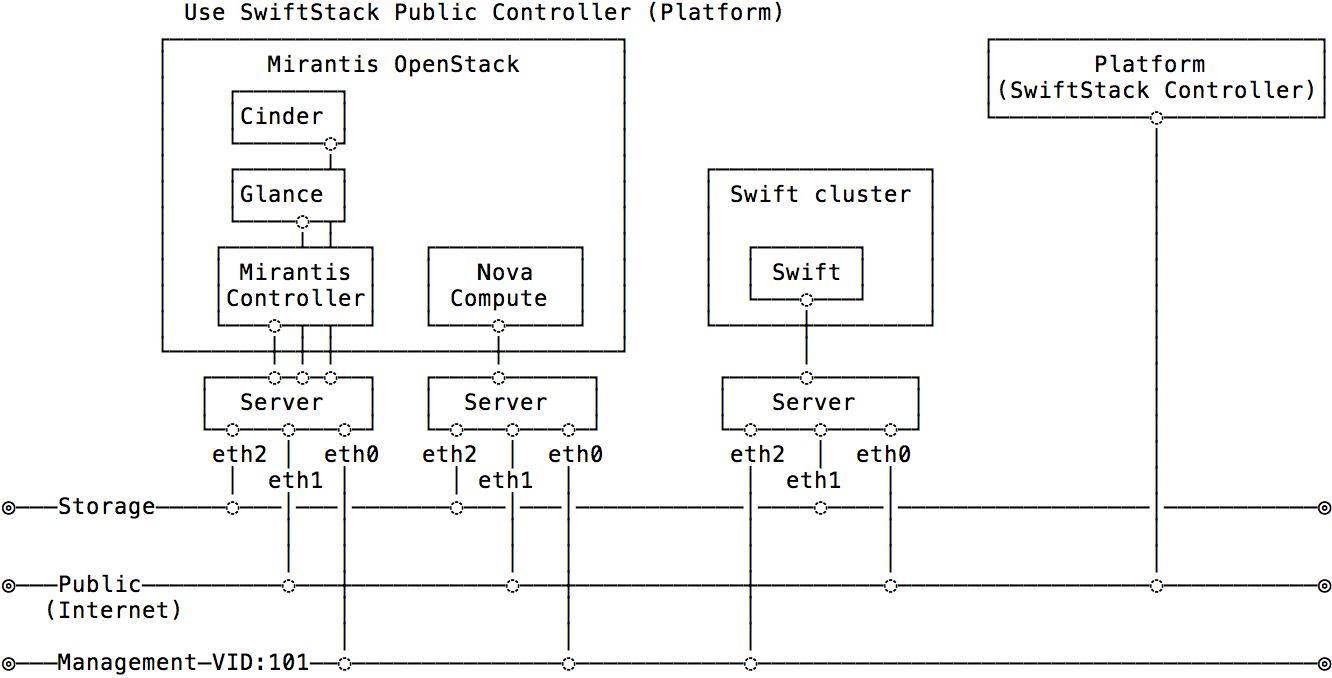 Use SwiftStack Public Controller (Platform)
Mirantis OpenStack
Platform
(SwiftStack Controller)
Cinder
Glance
Swift cluster
Mirantis
Controller
Nova
Compute
Swift
Server
Server
Server
eth2
eth0
eth2
eth0
eth2
eth0
eth1
eth1
eth1
Storage
Public
(Internet)
Management VID:101